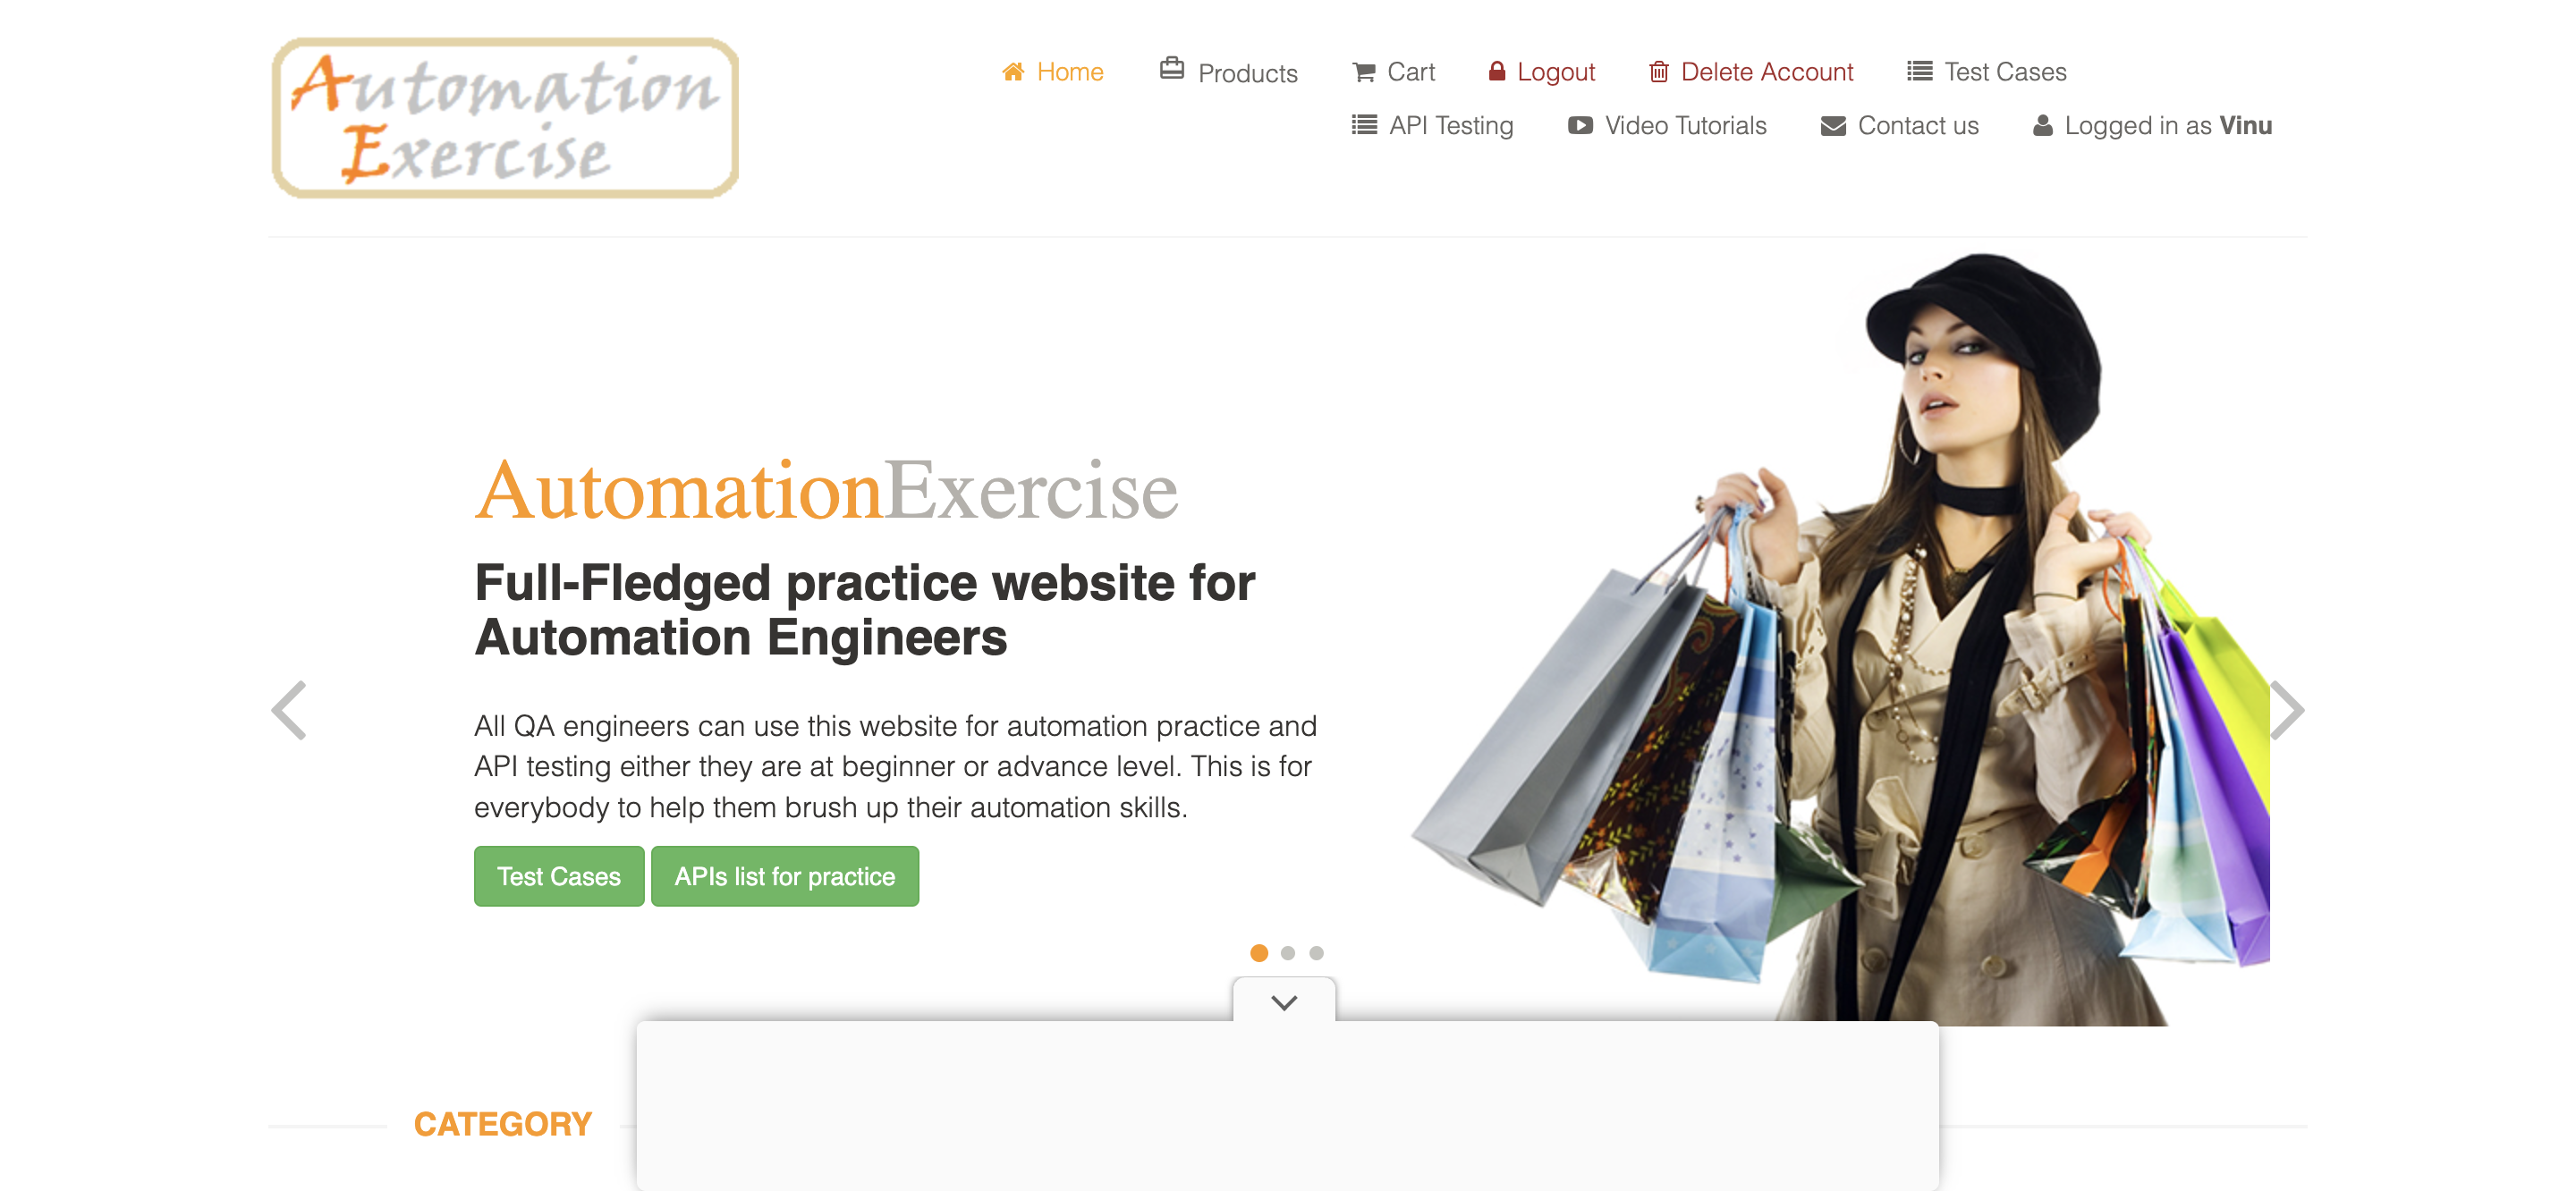 Automation
Exercise
Home Products Cart Logout Delete Account Test Cases
API Testing Video Tutorials Contact us Logged in as Vinu
AutomationExercise
Full-Fledged practice website for
Automation Engineers
All QA engineers can use this website for automation practice and
API testing either they are at beginner or advance level. This is for
everybody to help them brush up their automation skills.
Test Cases APIs list for practice
CATEGORY